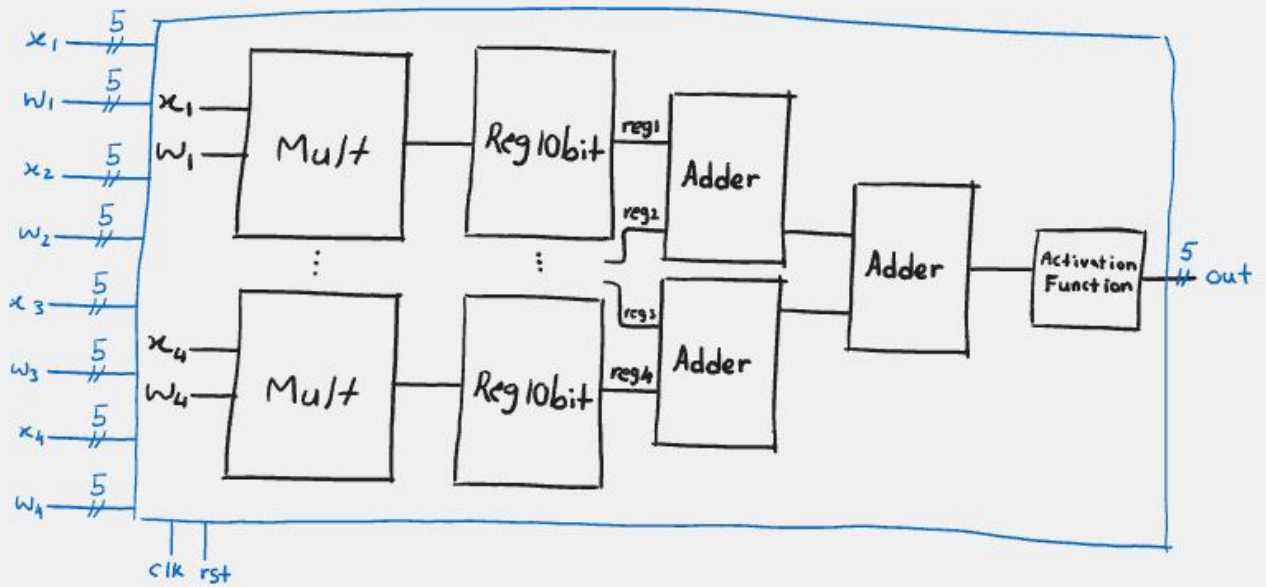 x₁ 5
w₁ 5
x₂ 5
w₂ 5
x₃ 5
w₃ 5
x₄ 5
w₄ 5
clk rst
x₁
w₁
Mult
Reg10bit
reg1
reg2
Adder
⋮
⋮
x₄
w₄
Mult
Reg10bit
reg3
reg4
Adder
Adder
Activation
Function
5
out